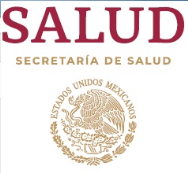 SALUD
SECRETARÍA DE SALUD
ESTADOS UNIDOS MEXICANOS